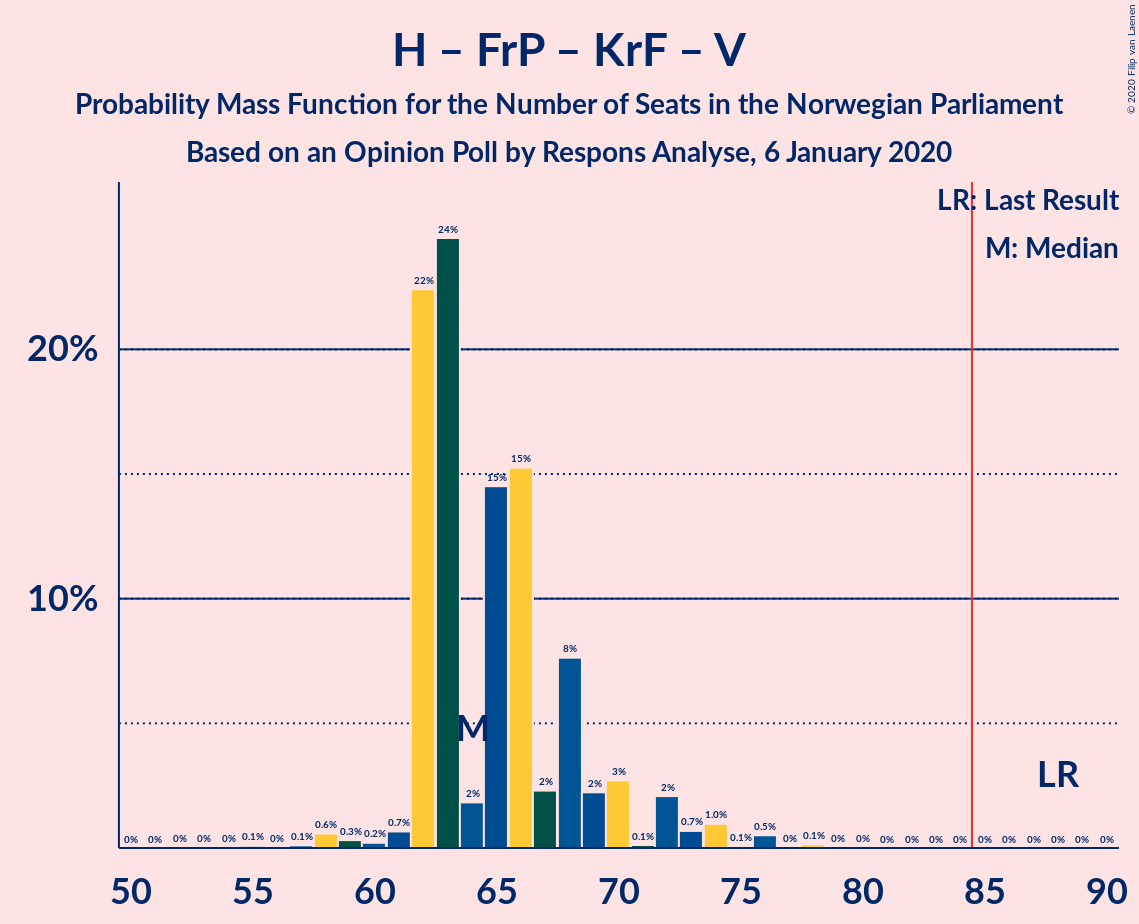 H – FrP – KrF – V
Probability Mass Function for the Number of Seats in the Norwegian Parliament
Based on an Opinion Poll by Respons Analyse, 6 January 2020
© 2020 Filip van Laenen
LR: Last Result
M: Median
20%
10%
0% 0% 0% 0% 0% 0.1% 0% 0.1% 0.6% 0.3% 0.2% 0.7% 22% 24% 2% 15% 15% 2% 8% 2% 3% 0.1% 2% 0.7% 1.0% 0.1% 0.5% 0% 0.1% 0% 0% 0% 0% 0% 0% 0% 0% 0% 0% 0% 0%
M
LR
50 55 60 65 70 75 80 85 90